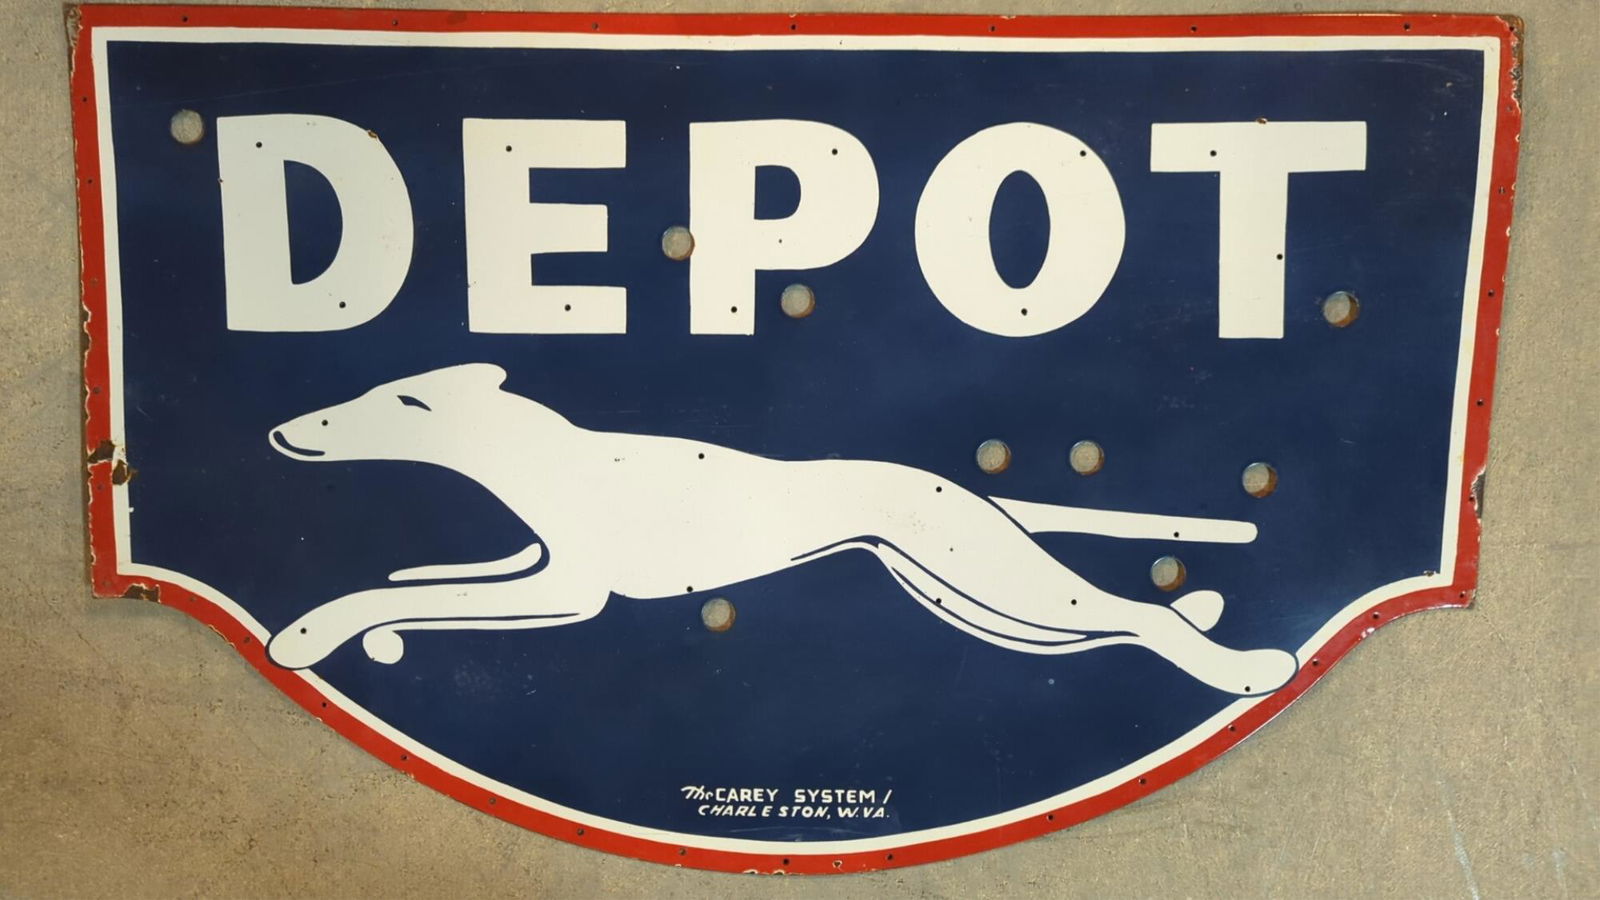 DEPOT
The CAREY SYSTEM/
CHARLESTON, W.VA.